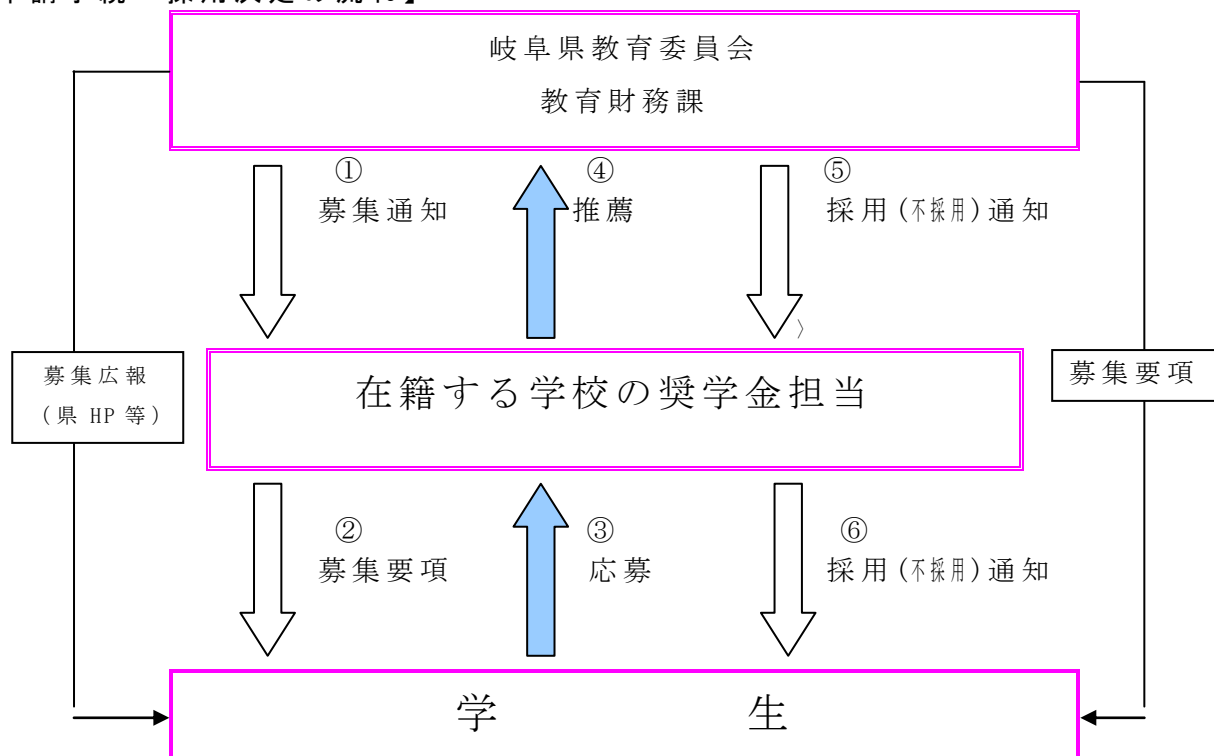 岐阜県教育委員会
教育財務課
①
募集通知
④
推薦
⑤
採用(不採用)通知
〉
募集広報
(県 HP 等)
在籍する学校の奨学金担当
募集要項
②
募集要項
③
応募
⑥
採用(不採用)通知
学 生